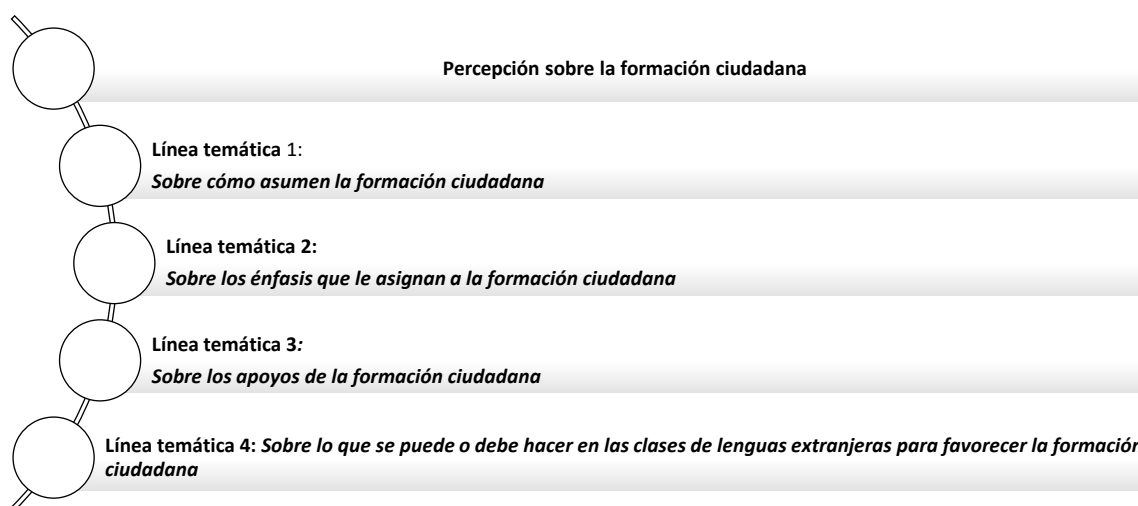 Percepción sobre la formación ciudadana
Línea temática 1:
Sobre cómo asumen la formación ciudadana
Línea temática 2:
Sobre los énfasis que le asignan a la formación ciudadana
Línea temática 3:
Sobre los apoyos de la formación ciudadana
Línea temática 4: Sobre lo que se puede o debe hacer en las clases de lenguas extranjeras para favorecer la formación
ciudadana